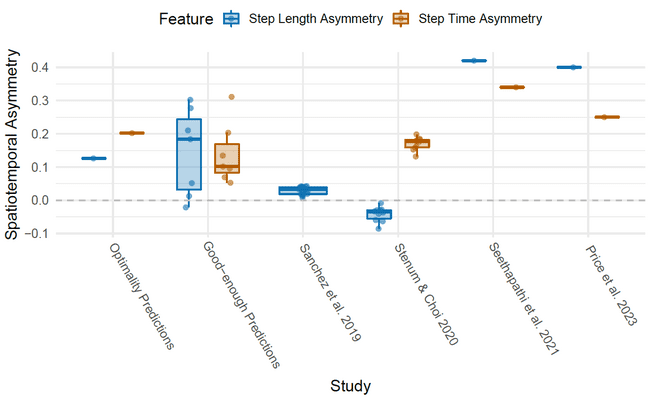 Feature Step Length Asymmetry Step Time Asymmetry
Spatiotemporal Asymmetry
0.4
0.3
0.2
0.1
0.0
−0.1
Optimality Predictions
Good−enough Predictions
Sanchez et al. 2019
Stenum & Choi 2020
Seethapathi et al. 2021
Price et al. 2023
Study